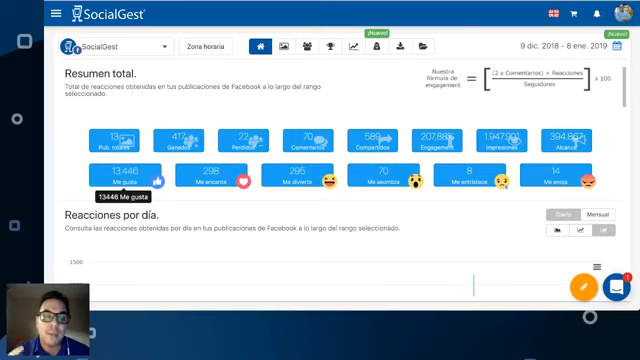 SocialGest
SocialGest
Zona horaria
¡Nuevo!
¡Nuevo!
9 dic. 2018 - 8 ene. 2019
Resumen total.
Total de reacciones obtenidas en tus publicaciones de Facebook a lo largo del rango
seleccionado.
Nuestra
fórmula de
engagement
=
(2 x Comentarios) + Reacciones
Seguidores
x 100
13
Pub. totales
417
Ganados
22
Perdidos
70
Comentarios
589
Compartidos
207,88%
Engagement
1.947.901
Impresiones
394.867
Alcance
13.446
Me gusta
298
Me encanta
295
Me divierte
70
Me asombra
8
Me entristece
14
Me enoja
13446 Me gusta
Reacciones por día.
Diario
Mensual
Consulta las reacciones obtenidas por día en tus publicaciones de Facebook a lo largo del rango seleccionado.
1500
1